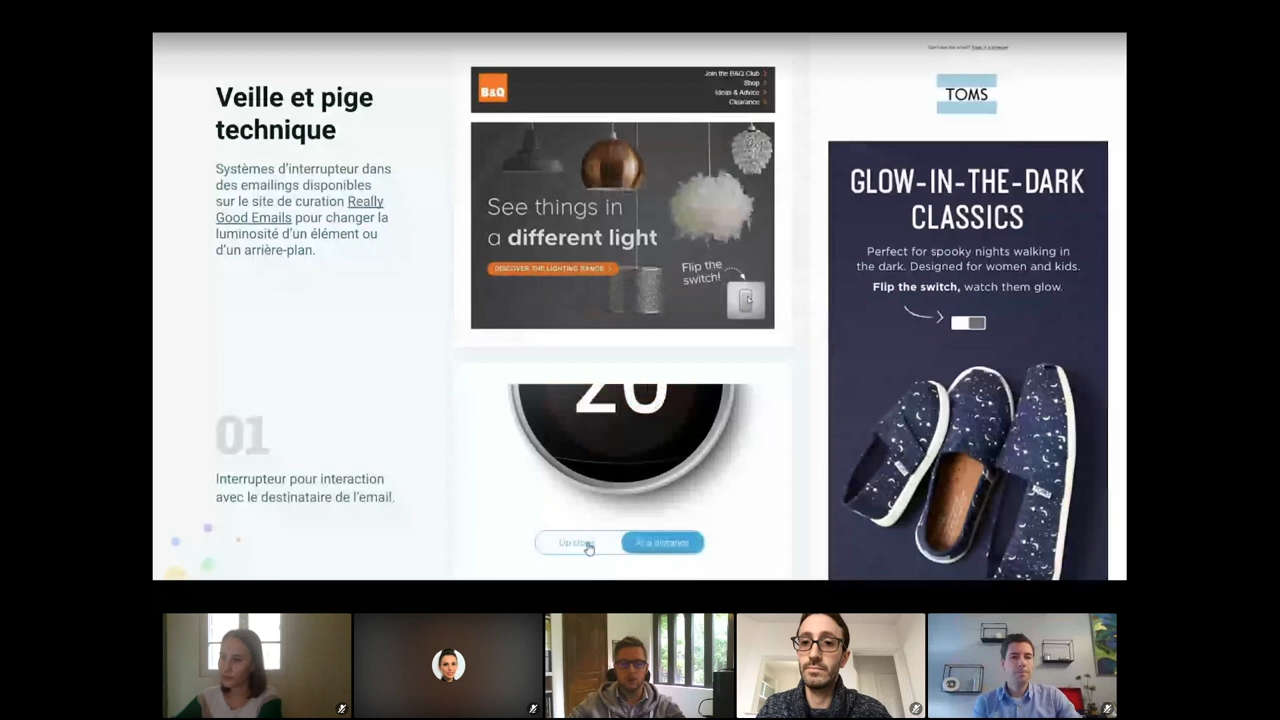 Veille et pige
technique
Systèmes d'interrupteur dans
des emailings disponibles
sur le site de curation Really
Good Emails pour changer la
luminosité d'un élément ou
d'un arrière-plan.
01
Interrupteur pour interaction
avec le destinataire de l'email.
B&Q
Join the B&Q Club
Shop
Ideas & Advice
Clearance
See things in
a different light
DISCOVER THE LIGHTING RANGE
Flip the
switch!
20
Up close
At a distance
TOMS
GLOW-IN-THE-DARK
CLASSICS
Perfect for spooky nights walking in
the dark. Designed for women and kids.
Flip the switch, watch them glow.